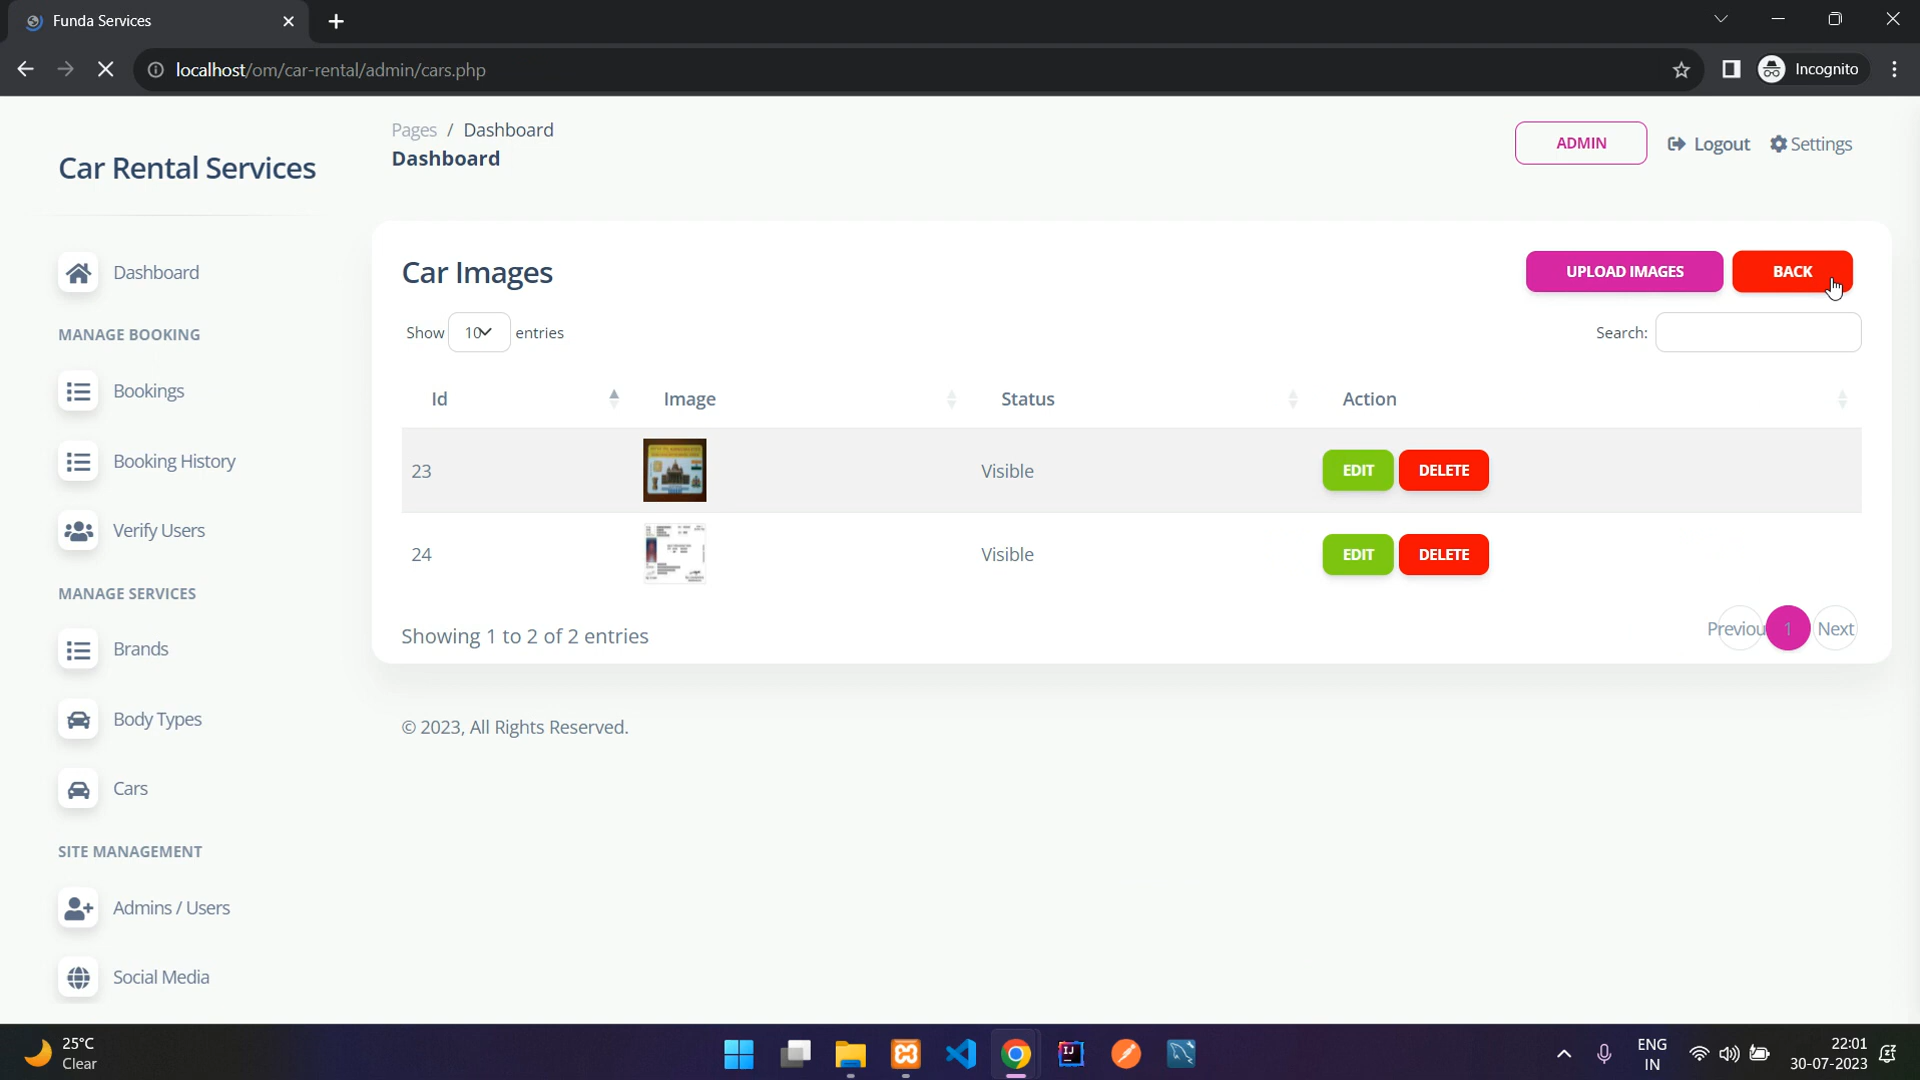 Funda Services
localhost/om/car-rental/admin/cars.php
Incognito
Car Rental Services
Pages / Dashboard
Dashboard
ADMIN
Logout
Settings
Dashboard
MANAGE BOOKING
Bookings
Booking History
Verify Users
MANAGE SERVICES
Brands
Body Types
Cars
SITE MANAGEMENT
Admins / Users
Social Media
Car Images
UPLOAD IMAGES
BACK
Show 10 entries
Search:
Id Image Status Action
23 Visible EDIT DELETE
24 Visible EDIT DELETE
Showing 1 to 2 of 2 entries
Previou 1 Next
© 2023, All Rights Reserved.
25°C
Clear
ENG
IN
22:01
30-07-2023